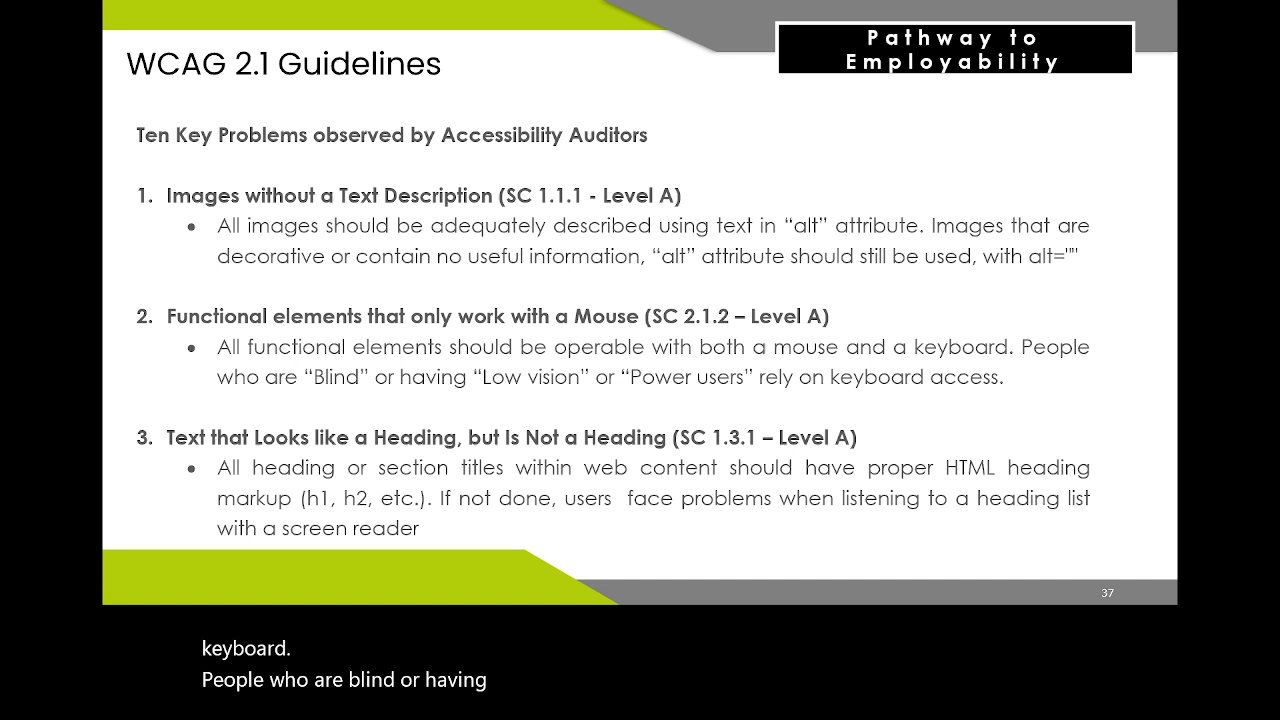 Pathway to
Employability
WCAG 2.1 Guidelines
Ten Key Problems observed by Accessibility Auditors
1. Images without a Text Description (SC 1.1.1 - Level A)
• All images should be adequately described using text in “alt” attribute. Images that are
decorative or contain no useful information, “alt” attribute should still be used, with alt=""
2. Functional elements that only work with a Mouse (SC 2.1.2 – Level A)
• All functional elements should be operable with both a mouse and a keyboard. People
who are “Blind” or having “Low vision” or “Power users” rely on keyboard access.
3. Text that Looks like a Heading, but Is Not a Heading (SC 1.3.1 – Level A)
• All heading or section titles within web content should have proper HTML heading
markup (h1, h2, etc.). If not done, users face problems when listening to a heading list
with a screen reader
37
keyboard.
People who are blind or having